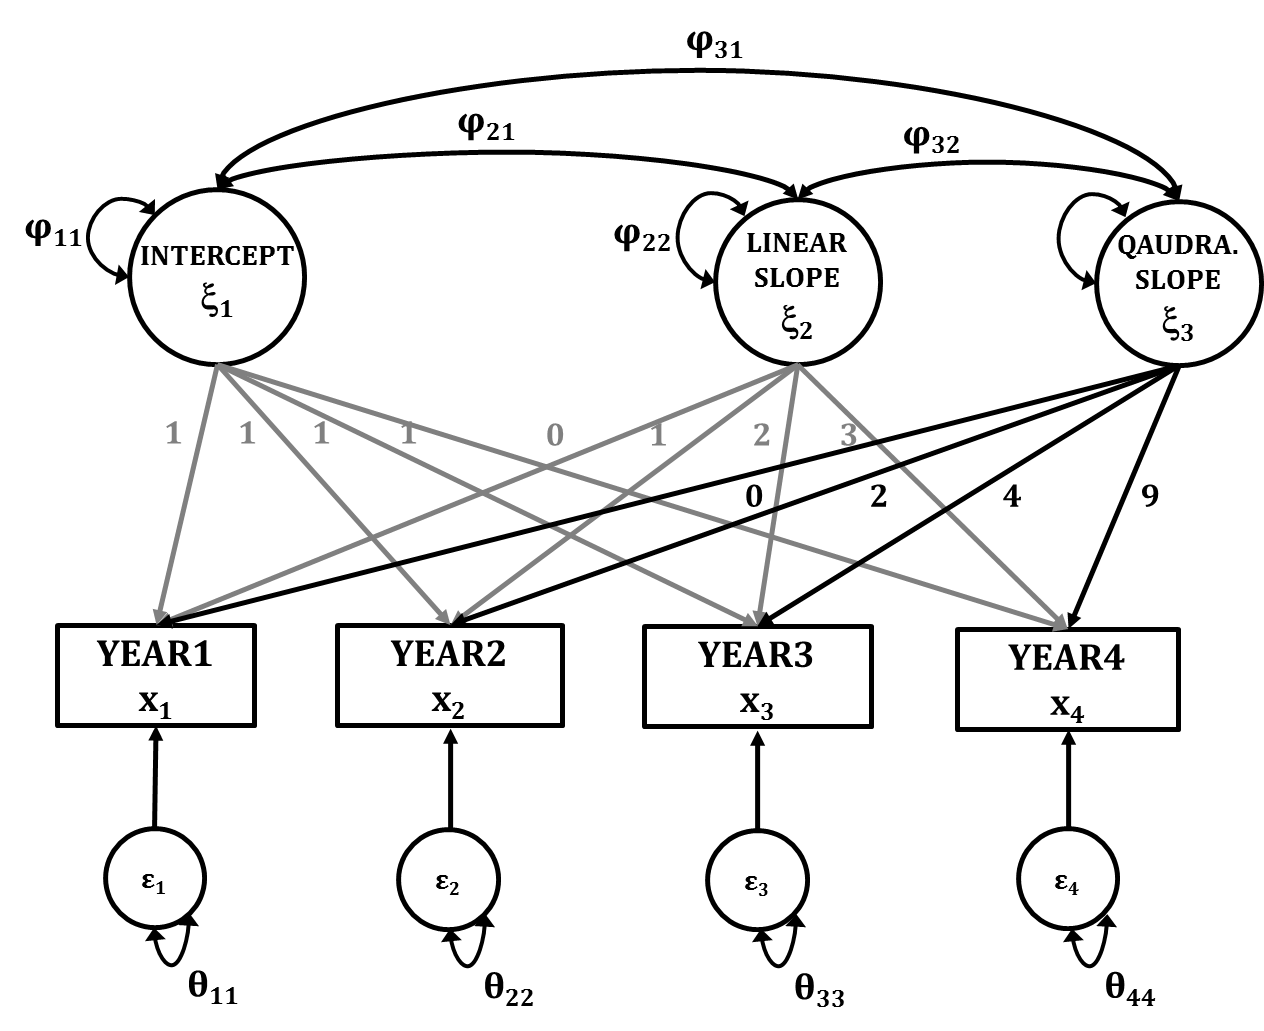 φ31
φ21
φ32
φ11
INTERCEPT
ξ1
φ22
LINEAR
SLOPE
ξ2
QAUDRA.
SLOPE
ξ3
1 1 1 1 0 1 2 3
0 2 4 9
YEAR1
x1
YEAR2
x2
YEAR3
x3
YEAR4
x4
ε1
ε2
ε3
ε4
θ11
θ22
θ33
θ44